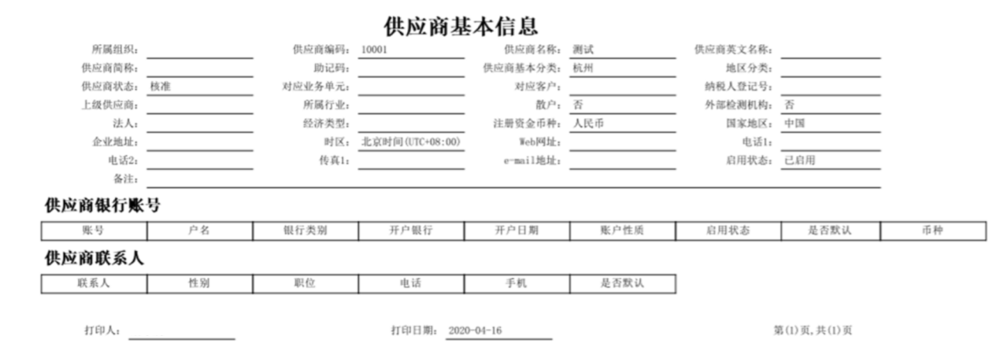 供应商基本信息
所属组织: 供应商编码: 10001 供应商名称: 测试 供应商英文名称:
供应商简称: 助记码: 供应商基本分类: 杭州 地区分类:
供应商状态: 核准 对应业务单元: 对应客户: 纳税人登记号:
上级供应商: 所属行业: 散户: 否 外部检测机构: 否
法人: 经济类型: 注册资金币种: 人民币 国家地区: 中国
企业地址: 时区: 北京时间(UTC+08:00) Web网址: 电话1:
电话2: 传真1: e-mail地址: 启用状态: 已启用
备注:
供应商银行账号
账号 户名 银行类别 开户银行 开户日期 账户性质 启用状态 是否默认 币种
供应商联系人
联系人 性别 职位 电话 手机 是否默认
打印人: 打印日期: 2020-04-16 第(1)页,共(1)页